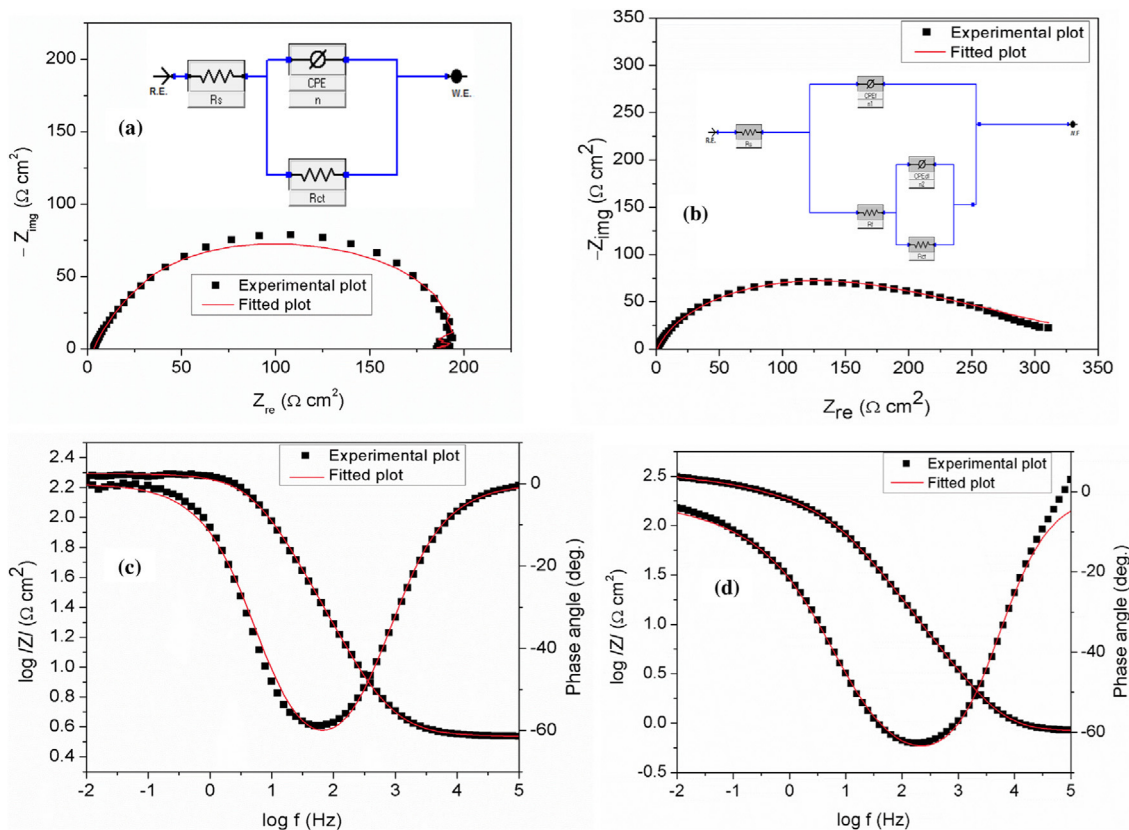 200
150
100
50
0
− Z_img (Ω cm²)
0 50 100 150 200
Z_re (Ω cm²)
(a)
R.E.
Rs
CPE
n
Rct
W.E.
Experimental plot
Fitted plot
350
300
250
200
150
100
50
0
−Z_img (Ω cm²)
0 50 100 150 200 250 300 350
Z_re (Ω cm²)
(b)
Experimental plot
Fitted plot
R.E.
Rs
n1
n2
Rf
Rct
2.4
2.2
2.0
1.8
1.6
1.4
1.2
1.0
0.8
0.6
0.4
log /Z/ (Ω cm²)
-2 -1 0 1 2 3 4 5
log f (Hz)
0
-20
-40
-60
Phase angle (deg.)
(c)
Experimental plot
Fitted plot
2.5
2.0
1.5
1.0
0.5
0.0
-0.5
log /Z/ (Ω cm²)
-2 -1 0 1 2 3 4 5
log f (Hz)
0
-20
-40
-60
Phase angle (deg.)
(d)
Experimental plot
Fitted plot